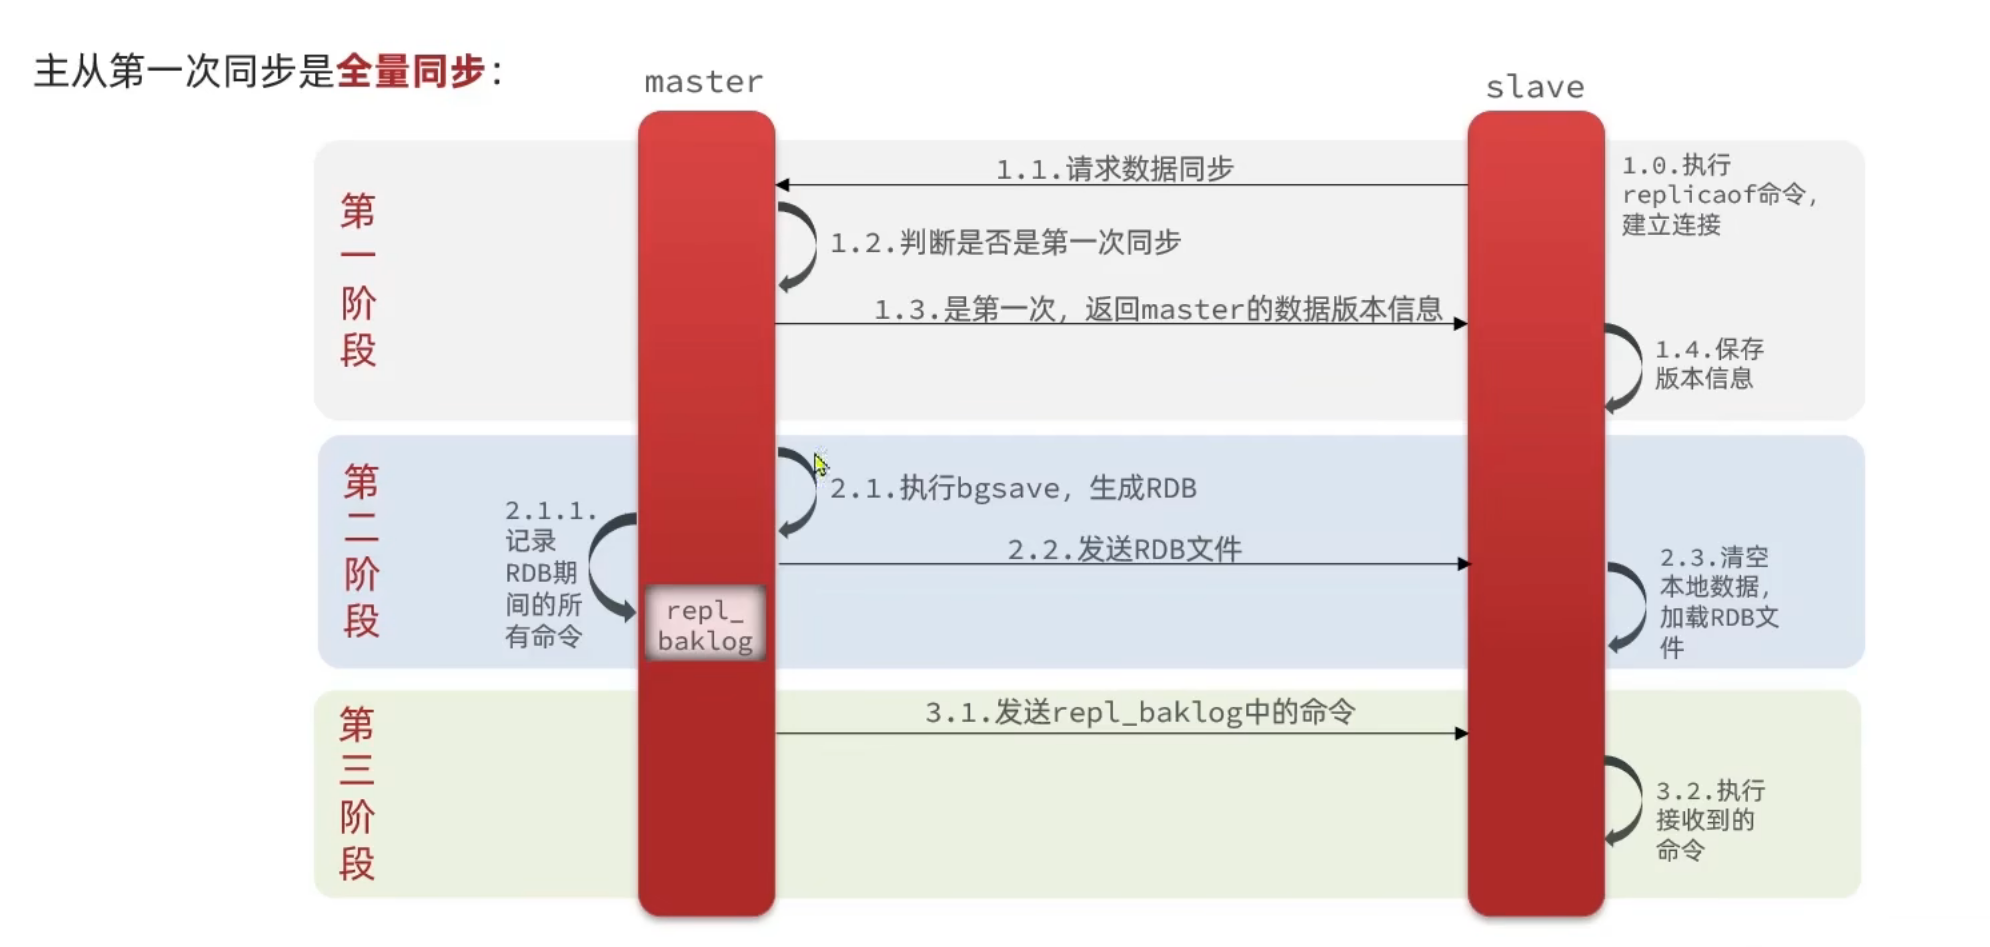 主从第一次同步是全量同步：
master
slave
第
一
阶
段
1.0.执行
replicaof命令，
建立连接
1.1.请求数据同步
1.2.判断是否是第一次同步
1.3.是第一次，返回master的数据版本信息
1.4.保存
版本信息
第
二
阶
段
2.1.执行bgsave，生成RDB
2.1.1.
记录
RDB期
间的所
有命令
repl_
baklog
2.2.发送RDB文件
2.3.清空
本地数据，
加载RDB文
件
第
三
阶
段
3.1.发送repl_baklog中的命令
3.2.执行
接收到的
命令